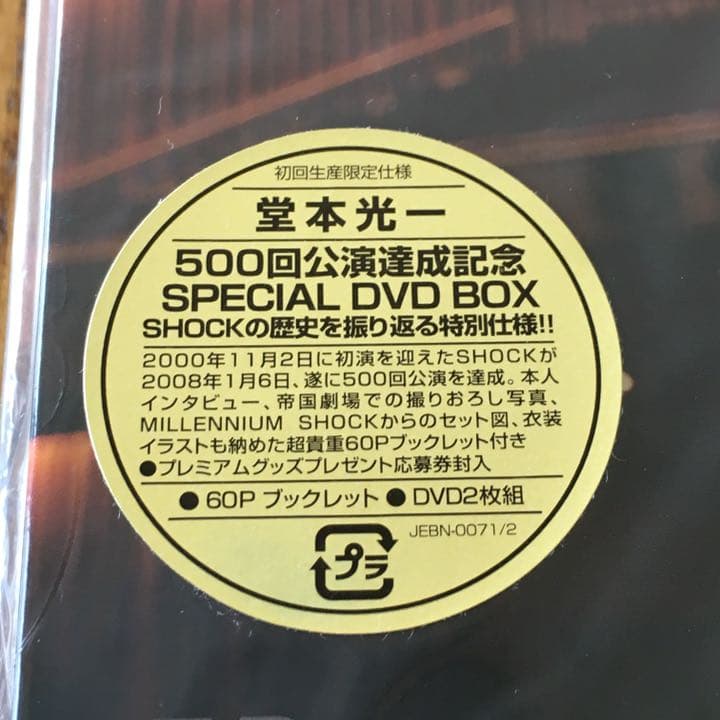 初回生産限定仕様
堂本光一
500回公演達成記念
SPECIAL DVD BOX
SHOCKの歴史を振り返る特別仕様!!
2000年11月2日に初演を迎えたSHOCKが
2008年1月6日、遂に500回公演を達成。本人
インタビュー、帝国劇場での撮りおろし写真、
MILLENNIUM SHOCKからのセット図、衣装
イラストも納めた超貴重60Pブックレット付き
●プレミアムグッズプレゼント応募券封入
● 60P ブックレット ● DVD2枚組
JEBN-0071/2
プラ